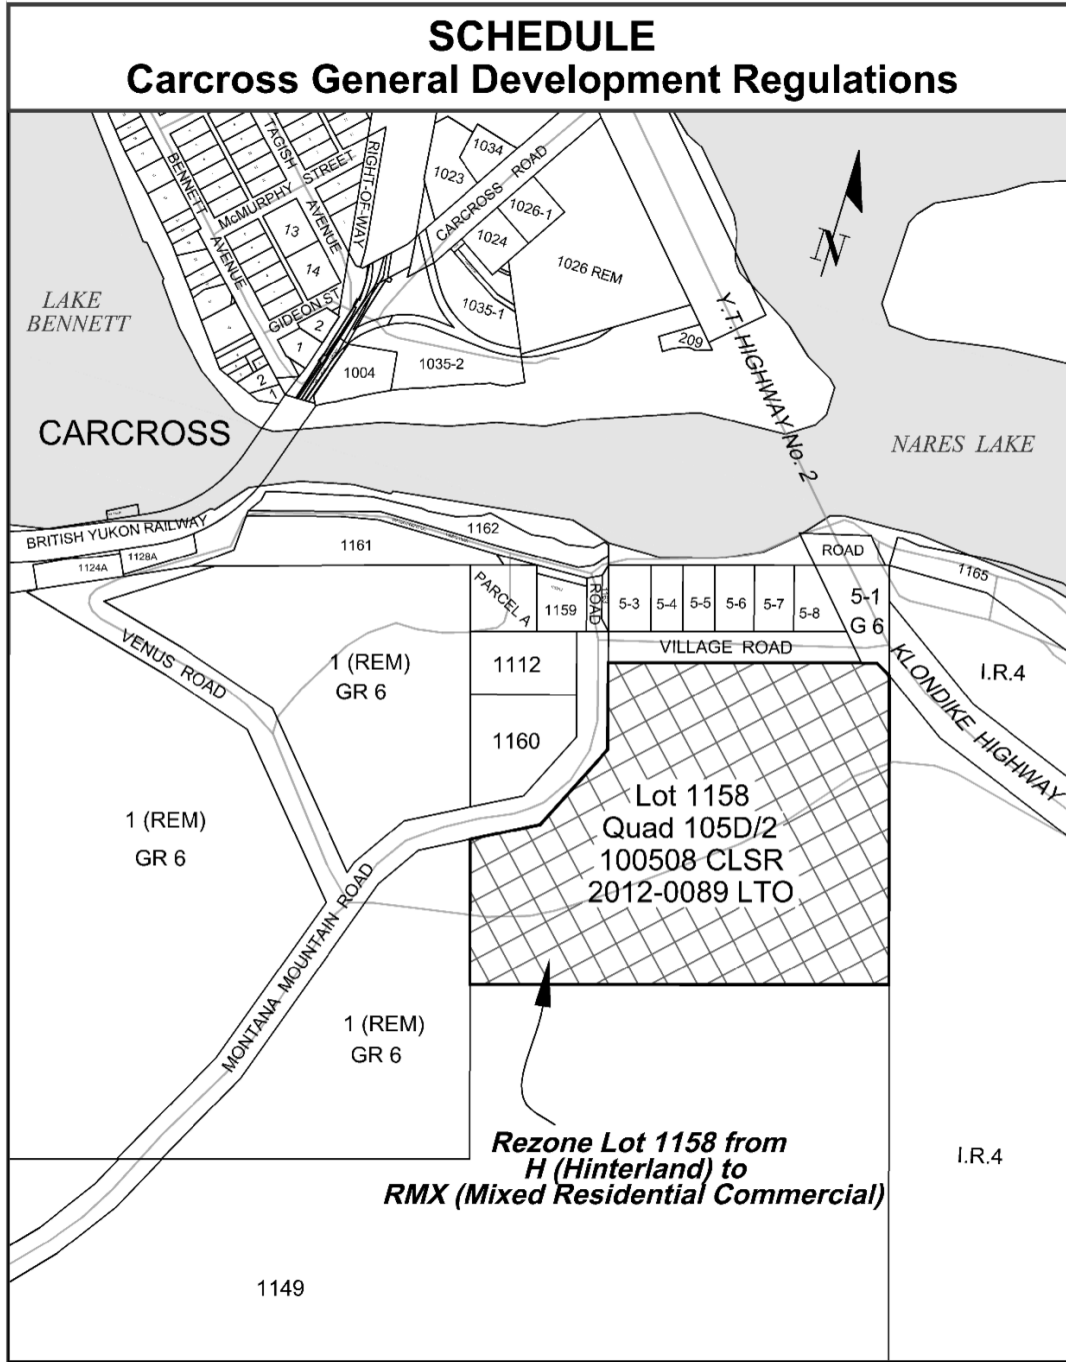 SCHEDULE
Carcross General Development Regulations
BENNETT
AVENUE
TAGISH
AVENUE
McMURPHY STREET
RIGHT-OF-WAY
1034
1023
CARCROSS ROAD
1026-1
1024
1026 REM
13
14
GIDEON ST
2
1
2
1
1004
1035-1
1035-2
209
N
LAKE
BENNETT
CARCROSS
Y.T. HIGHWAY No. 2
NARES LAKE
BRITISH YUKON RAILWAY
1124A
1128A
1161
1162
PARCEL A
1159
ROAD
5-3
5-4
5-5
5-6
5-7
5-8
ROAD
5-1
G 6
1165
VILLAGE ROAD
VENUS ROAD
1 (REM)
GR 6
1112
1160
KLONDIKE HIGHWAY
I.R.4
Lot 1158
Quad 105D/2
100508 CLSR
2012-0089 LTO
1 (REM)
GR 6
MONTANA MOUNTAIN ROAD
1 (REM)
GR 6
Rezone Lot 1158 from
H (Hinterland) to
RMX (Mixed Residential Commercial)
I.R.4
1149